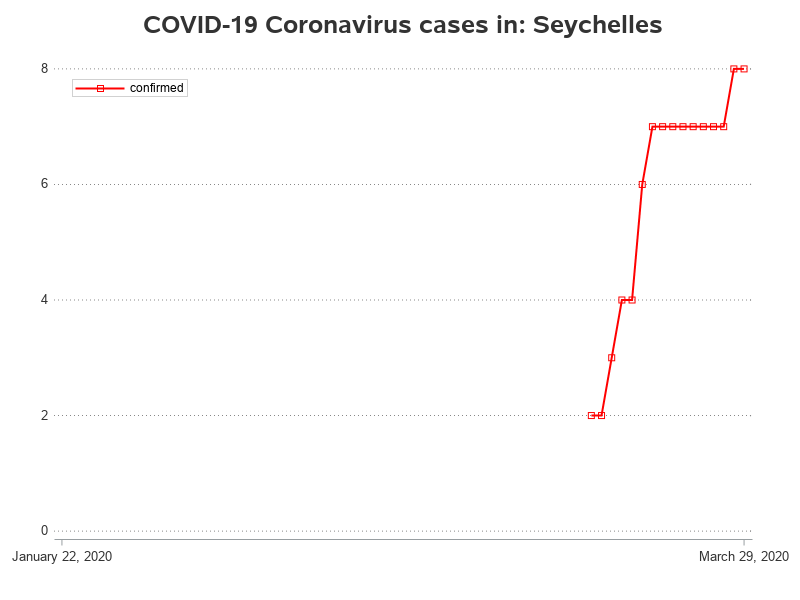 COVID-19 Coronavirus cases in: Seychelles
8
confirmed
6
4
2
0
January 22, 2020
March 29, 2020